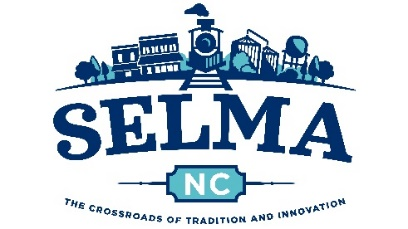 SELMA
NC
THE CROSSROADS OF TRADITION AND INNOVATION